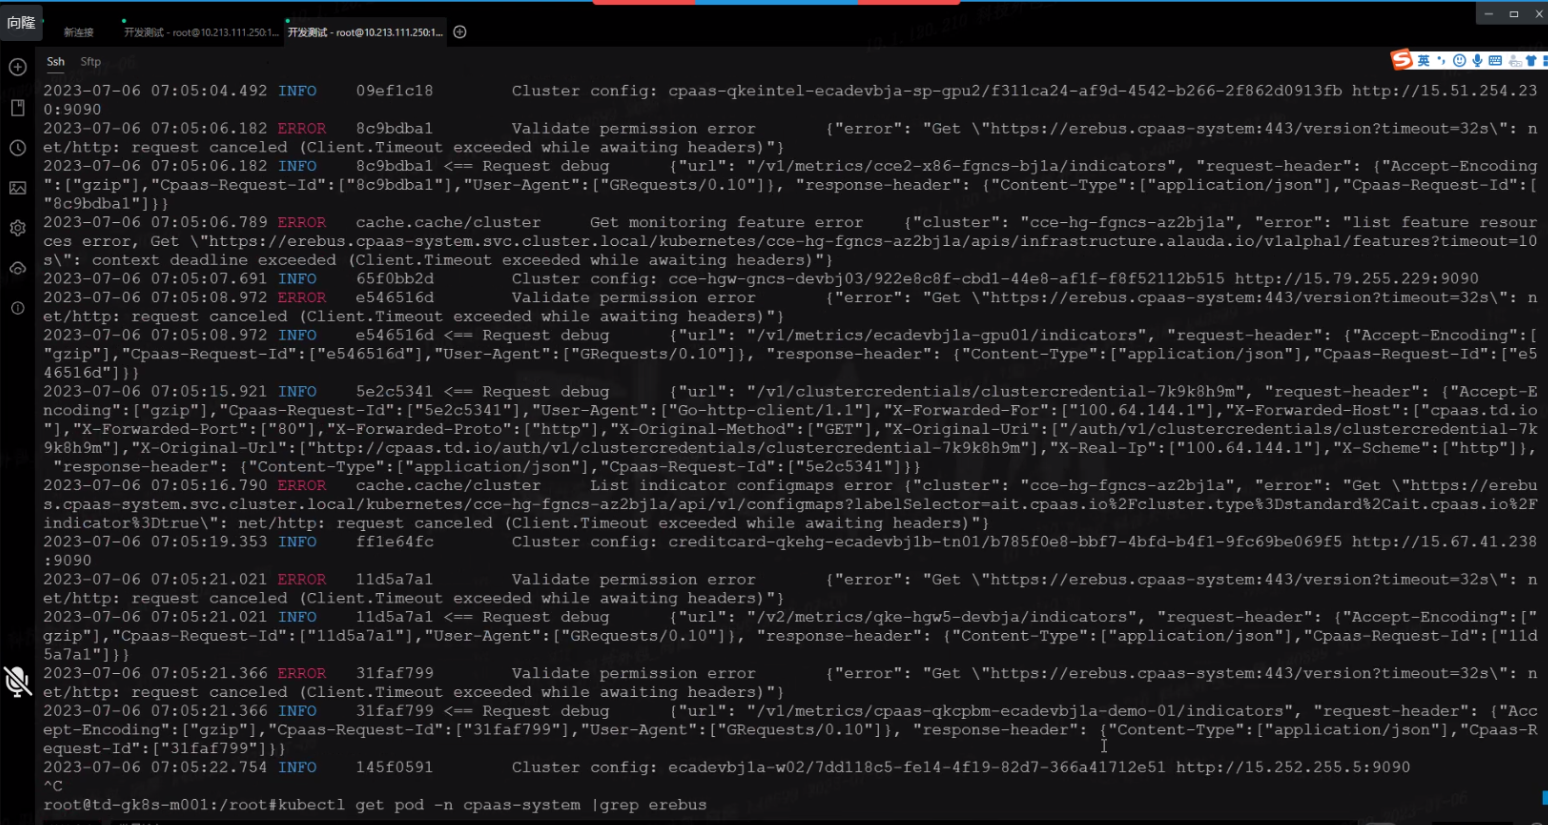 向隆
新连接
开发测试 - root@10.213.111.250:1...
开发测试 - root@10.213.111.250:1...
Ssh
Sftp
英
2023-07-06 07:05:04.492 INFO 09ef1c18 Cluster config: cpaas-qkeintel-ecadevbja-sp-gpu2/f311ca24-af9d-4542-b266-2f862d0913fb http://15.51.254.23
0:9090
2023-07-06 07:05:06.182 ERROR 8c9bdba1 Validate permission error {"error": "Get \"https://erebus.cpaas-system:443/version?timeout=32s\": n
et/http: request canceled (Client.Timeout exceeded while awaiting headers)"}
2023-07-06 07:05:06.182 INFO 8c9bdba1 <== Request debug {"url": "/v1/metrics/cce2-x86-fgncs-bj1a/indicators", "request-header": {"Accept-Encoding
":["gzip"],"Cpaas-Request-Id":["8c9bdba1"],"User-Agent":["GRequests/0.10"]}, "response-header": {"Content-Type":["application/json"],"Cpaas-Request-Id":[
"8c9bdba1"]}}
2023-07-06 07:05:06.789 ERROR cache.cache/cluster Get monitoring feature error {"cluster": "cce-hg-fgncs-az2bj1a", "error": "list feature resour
ces error, Get \"https://erebus.cpaas-system.svc.cluster.local/kubernetes/cce-hg-fgncs-az2bj1a/apis/infrastructure.alauda.io/v1alpha1/features?timeout=10
s\": context deadline exceeded (Client.Timeout exceeded while awaiting headers)"}
2023-07-06 07:05:07.691 INFO 65f0bb2d Cluster config: cce-hgw-gncs-devbj03/922e8c8f-cbd1-44e8-af1f-f8f52112b515 http://15.79.255.229:9090
2023-07-06 07:05:08.972 ERROR e546516d Validate permission error {"error": "Get \"https://erebus.cpaas-system:443/version?timeout=32s\": n
et/http: request canceled (Client.Timeout exceeded while awaiting headers)"}
2023-07-06 07:05:08.972 INFO e546516d <== Request debug {"url": "/v1/metrics/ecadevbj1a-gpu01/indicators", "request-header": {"Accept-Encoding":[
"gzip"],"Cpaas-Request-Id":["e546516d"],"User-Agent":["GRequests/0.10"]}, "response-header": {"Content-Type":["application/json"],"Cpaas-Request-Id":["e5
46516d"]}}
2023-07-06 07:05:15.921 INFO 5e2c5341 <== Request debug {"url": "/v1/clustercredentials/clustercredential-7k9k8h9m", "request-header": {"Accept-E
ncoding":["gzip"],"Cpaas-Request-Id":["5e2c5341"],"User-Agent":["Go-http-client/1.1"],"X-Forwarded-For":["100.64.144.1"],"X-Forwarded-Host":["cpaas.td.io
"],"X-Forwarded-Port":["80"],"X-Forwarded-Proto":["http"],"X-Original-Method":["GET"],"X-Original-Uri":["/auth/v1/clustercredentials/clustercredential-7k
9k8h9m"],"X-Original-Url":["http://cpaas.td.io/auth/v1/clustercredentials/clustercredential-7k9k8h9m"],"X-Real-Ip":["100.64.144.1"],"X-Scheme":["http"]},
"response-header": {"Content-Type":["application/json"],"Cpaas-Request-Id":["5e2c5341"]}}
2023-07-06 07:05:16.790 ERROR cache.cache/cluster List indicator configmaps error {"cluster": "cce-hg-fgncs-az2bj1a", "error": "Get \"https://erebu
s.cpaas-system.svc.cluster.local/kubernetes/cce-hg-fgncs-az2bj1a/api/v1/configmaps?labelSelector=ait.cpaas.io%2Fcluster.type%3Dstandard%2Cait.cpaas.io%2F
indicator%3Dtrue\": net/http: request canceled (Client.Timeout exceeded while awaiting headers)"}
2023-07-06 07:05:19.353 INFO ff1e64fc Cluster config: creditcard-qkehg-ecadevbj1b-tn01/b785f0e8-bbf7-4bfd-b4f1-9fc69be069f5 http://15.67.41.238
:9090
2023-07-06 07:05:21.021 ERROR 11d5a7a1 Validate permission error {"error": "Get \"https://erebus.cpaas-system:443/version?timeout=32s\": n
et/http: request canceled (Client.Timeout exceeded while awaiting headers)"}
2023-07-06 07:05:21.021 INFO 11d5a7a1 <== Request debug {"url": "/v2/metrics/qke-hgw5-devbja/indicators", "request-header": {"Accept-Encoding":["
gzip"],"Cpaas-Request-Id":["11d5a7a1"],"User-Agent":["GRequests/0.10"]}, "response-header": {"Content-Type":["application/json"],"Cpaas-Request-Id":["11d
5a7a1"]}}
2023-07-06 07:05:21.366 ERROR 31faf799 Validate permission error {"error": "Get \"https://erebus.cpaas-system:443/version?timeout=32s\": n
et/http: request canceled (Client.Timeout exceeded while awaiting headers)"}
2023-07-06 07:05:21.366 INFO 31faf799 <== Request debug {"url": "/v1/metrics/cpaas-qkcpbm-ecadevbj1a-demo-01/indicators", "request-header": {"Acc
ept-Encoding":["gzip"],"Cpaas-Request-Id":["31faf799"],"User-Agent":["GRequests/0.10"]}, "response-header": {"Content-Type":["application/json"],"Cpaas-R
equest-Id":["31faf799"]}}
2023-07-06 07:05:22.754 INFO 145f0591 Cluster config: ecadevbj1a-w02/7dd118c5-fe14-4f19-82d7-366a41712e51 http://15.252.255.5:9090
^C
root@td-gk8s-m001:/root#kubectl get pod -n cpaas-system |grep erebus